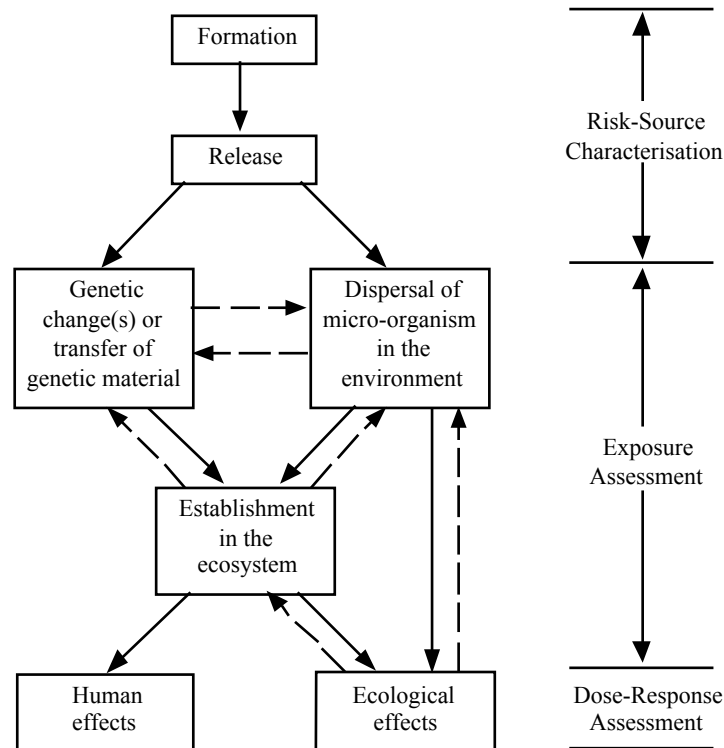 Formation
Release
Risk-Source
Characterisation
Genetic
change(s) or
transfer of
genetic material
Dispersal of
micro-organism
in the
environment
Exposure
Assessment
Establishment
in the
ecosystem
Human
effects
Ecological
effects
Dose-Response
Assessment